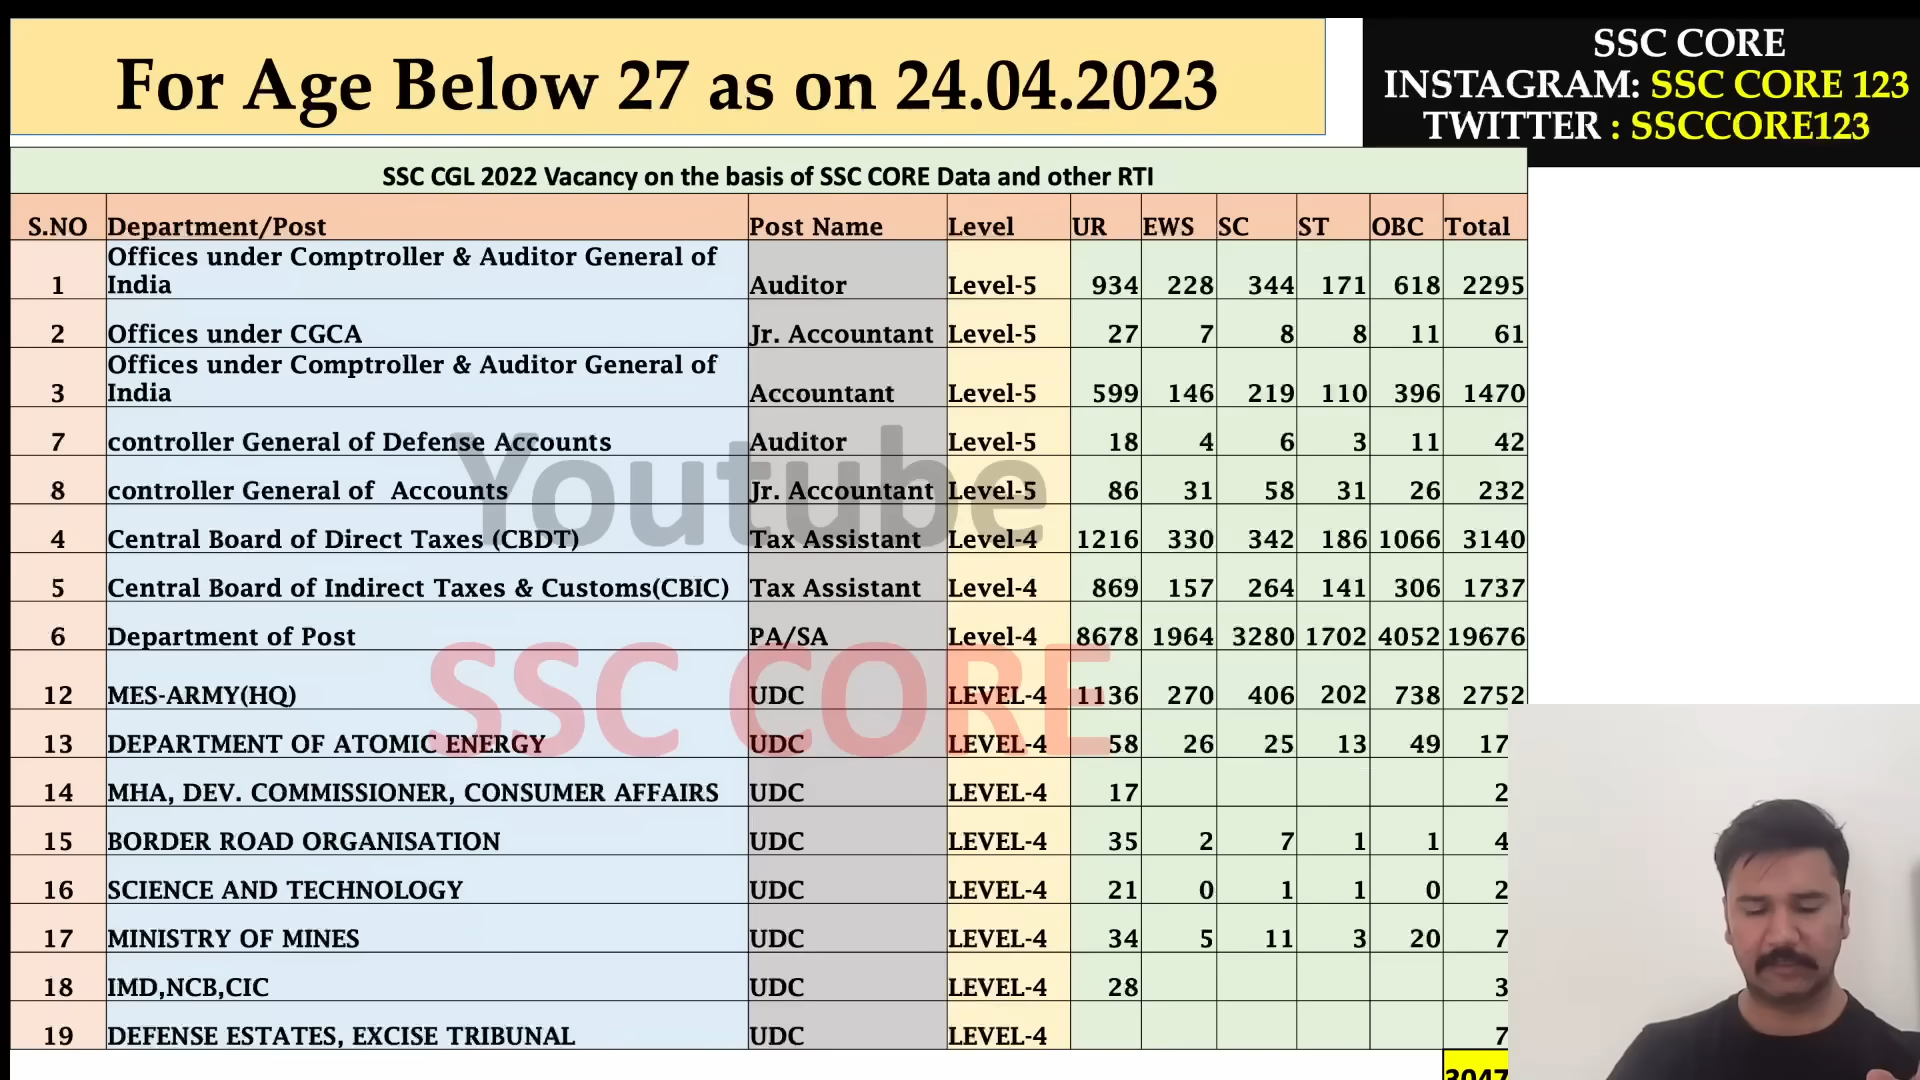 For Age Below 27 as on 24.04.2023
SSC CORE
INSTAGRAM: SSC CORE 123
TWITTER : SSCCORE123
SSC CGL 2022 Vacancy on the basis of SSC CORE Data and other RTI
S.NO Department/Post Post Name Level UR EWS SC ST OBC Total
Offices under Comptroller & Auditor General of
1 India Auditor Level-5 934 228 344 171 618 2295
2 Offices under CGCA Jr. Accountant Level-5 27 7 8 8 11 61
Offices under Comptroller & Auditor General of
3 India Accountant Level-5 599 146 219 110 396 1470
7 controller General of Defense Accounts Auditor Level-5 18 4 6 3 11 42
8 controller General of Accounts Jr. Accountant Level-5 86 31 58 31 26 232
4 Central Board of Direct Taxes (CBDT) Tax Assistant Level-4 1216 330 342 186 1066 3140
5 Central Board of Indirect Taxes & Customs(CBIC) Tax Assistant Level-4 869 157 264 141 306 1737
6 Department of Post PA/SA Level-4 8678 1964 3280 1702 4052 19676
12 MES-ARMY(HQ) UDC LEVEL-4 1136 270 406 202 738 2752
13 DEPARTMENT OF ATOMIC ENERGY UDC LEVEL-4 58 26 25 13 49 17
14 MHA, DEV. COMMISSIONER, CONSUMER AFFAIRS UDC LEVEL-4 17 2
15 BORDER ROAD ORGANISATION UDC LEVEL-4 35 2 7 1 1 4
16 SCIENCE AND TECHNOLOGY UDC LEVEL-4 21 0 1 1 0 2
17 MINISTRY OF MINES UDC LEVEL-4 34 5 11 3 20 7
18 IMD,NCB,CIC UDC LEVEL-4 28 3
19 DEFENSE ESTATES, EXCISE TRIBUNAL UDC LEVEL-4 7
3047
Youtube
SSC CORE